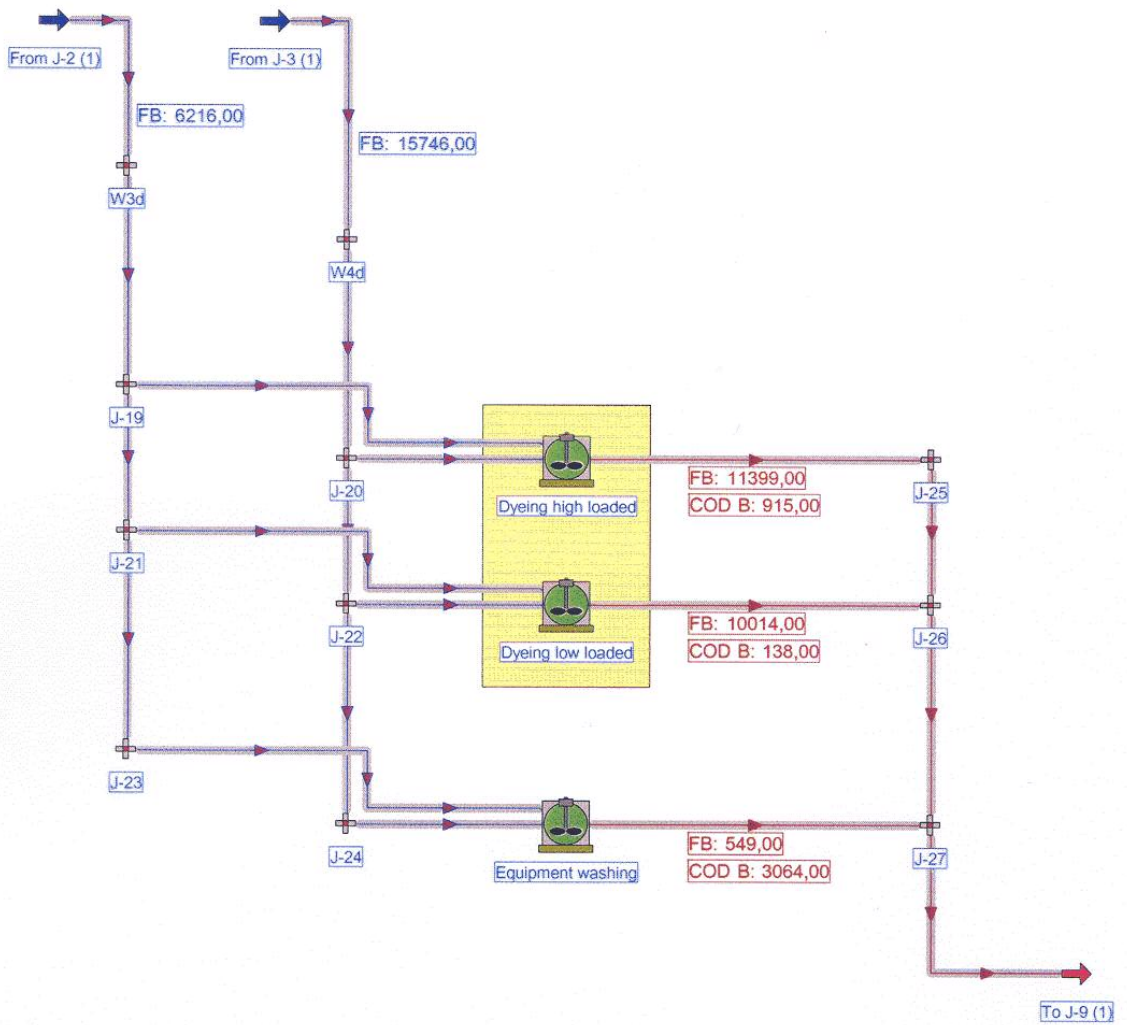 From J-2 (1)
From J-3 (1)
FB: 6216,00
FB: 15746,00
W3d
W4d
J-19
J-20
Dyeing high loaded
FB: 11399,00
COD B: 915,00
J-25
J-21
J-22
Dyeing low loaded
FB: 10014,00
COD B: 138,00
J-26
J-23
J-24
Equipment washing
FB: 549,00
COD B: 3064,00
J-27
To J-9 (1)